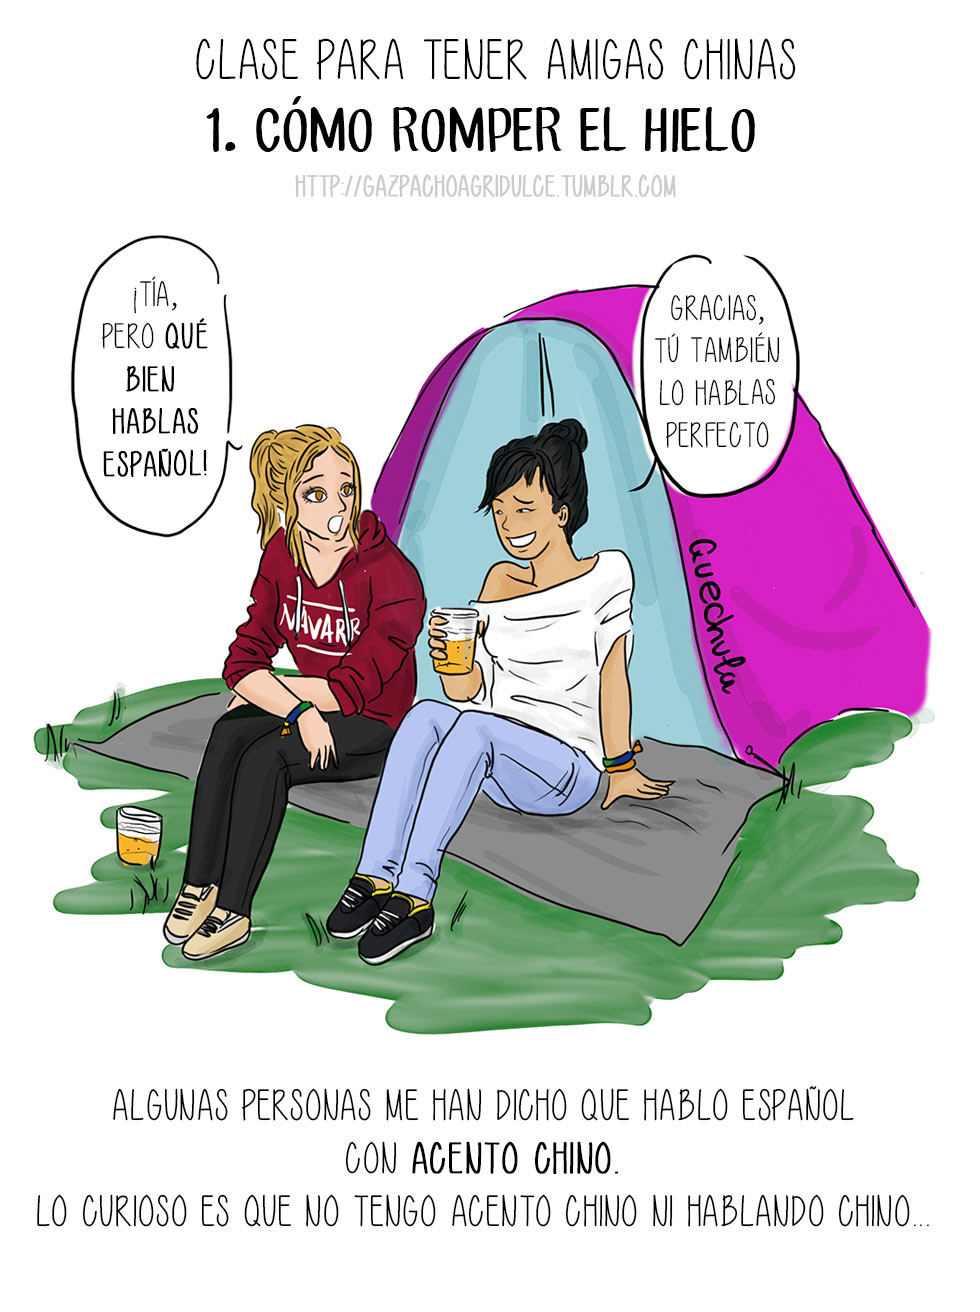 CLASE PARA TENER AMIGAS CHINAS
1. CÓMO ROMPER EL HIELO
HTTP://GAZPACHOAGRIDULCE.TUMBLR.COM
¡TÍA,
PERO QUÉ
BIEN
HABLAS
ESPAÑOL!
GRACIAS,
TÚ TAMBIÉN
LO HABLAS
PERFECTO
NAVARR
Quechula
ALGUNAS PERSONAS ME HAN DICHO QUE HABLO ESPAÑOL
CON ACENTO CHINO.
LO CURIOSO ES QUE NO TENGO ACENTO CHINO NI HABLANDO CHINO...